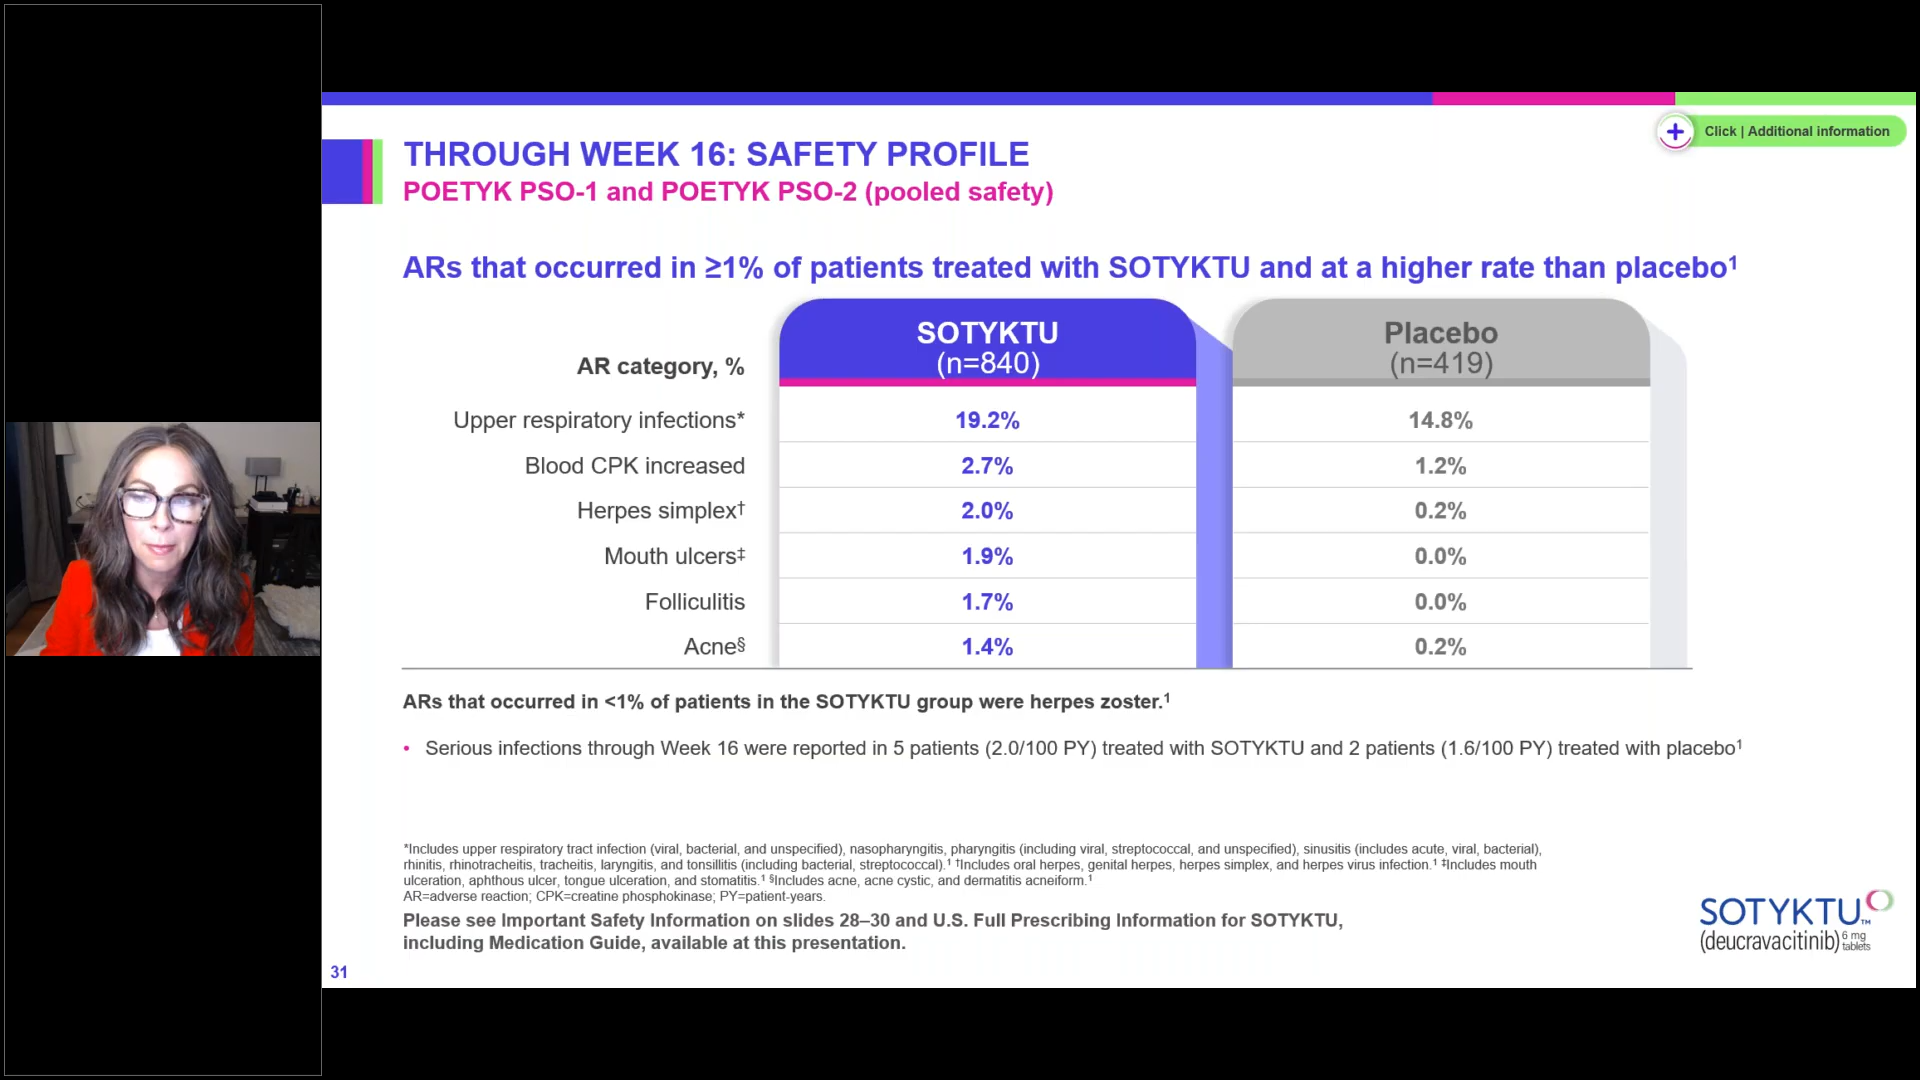 Click | Additional information
THROUGH WEEK 16: SAFETY PROFILE
POETYK PSO-1 and POETYK PSO-2 (pooled safety)
ARs that occurred in ≥1% of patients treated with SOTYKTU and at a higher rate than placebo¹
AR category, % SOTYKTU (n=840) Placebo (n=419)
Upper respiratory infections* 19.2% 14.8%
Blood CPK increased 2.7% 1.2%
Herpes simplex† 2.0% 0.2%
Mouth ulcers‡ 1.9% 0.0%
Folliculitis 1.7% 0.0%
Acne§ 1.4% 0.2%
ARs that occurred in <1% of patients in the SOTYKTU group were herpes zoster.¹
• Serious infections through Week 16 were reported in 5 patients (2.0/100 PY) treated with SOTYKTU and 2 patients (1.6/100 PY) treated with placebo¹
*Includes upper respiratory tract infection (viral, bacterial, and unspecified), nasopharyngitis, pharyngitis (including viral, streptococcal, and unspecified), sinusitis (includes acute, viral, bacterial),
rhinitis, rhinotracheitis, tracheitis, laryngitis, and tonsillitis (including bacterial, streptococcal).¹ †Includes oral herpes, genital herpes, herpes simplex, and herpes virus infection.¹ ‡Includes mouth
ulceration, aphthous ulcer, tongue ulceration, and stomatitis.¹ §Includes acne, acne cystic, and dermatitis acneiform.¹
AR=adverse reaction; CPK=creatine phosphokinase; PY=patient-years.
Please see Important Safety Information on slides 28–30 and U.S. Full Prescribing Information for SOTYKTU,
including Medication Guide, available at this presentation.
SOTYKTU™
(deucravacitinib) 6 mg tablets
31